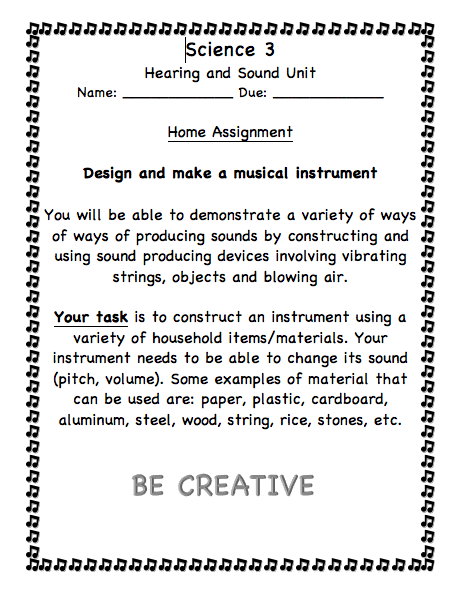 Science 3
Hearing and Sound Unit
Name: ______________ Due: ______________
Home Assignment
Design and make a musical instrument
You will be able to demonstrate a variety of ways
of ways of producing sounds by constructing and
using sound producing devices involving vibrating
strings, objects and blowing air.
Your task is to construct an instrument using a
variety of household items/materials. Your
instrument needs to be able to change its sound
(pitch, volume). Some examples of material that
can be used are: paper, plastic, cardboard,
aluminum, steel, wood, string, rice, stones, etc.
BE CREATIVE